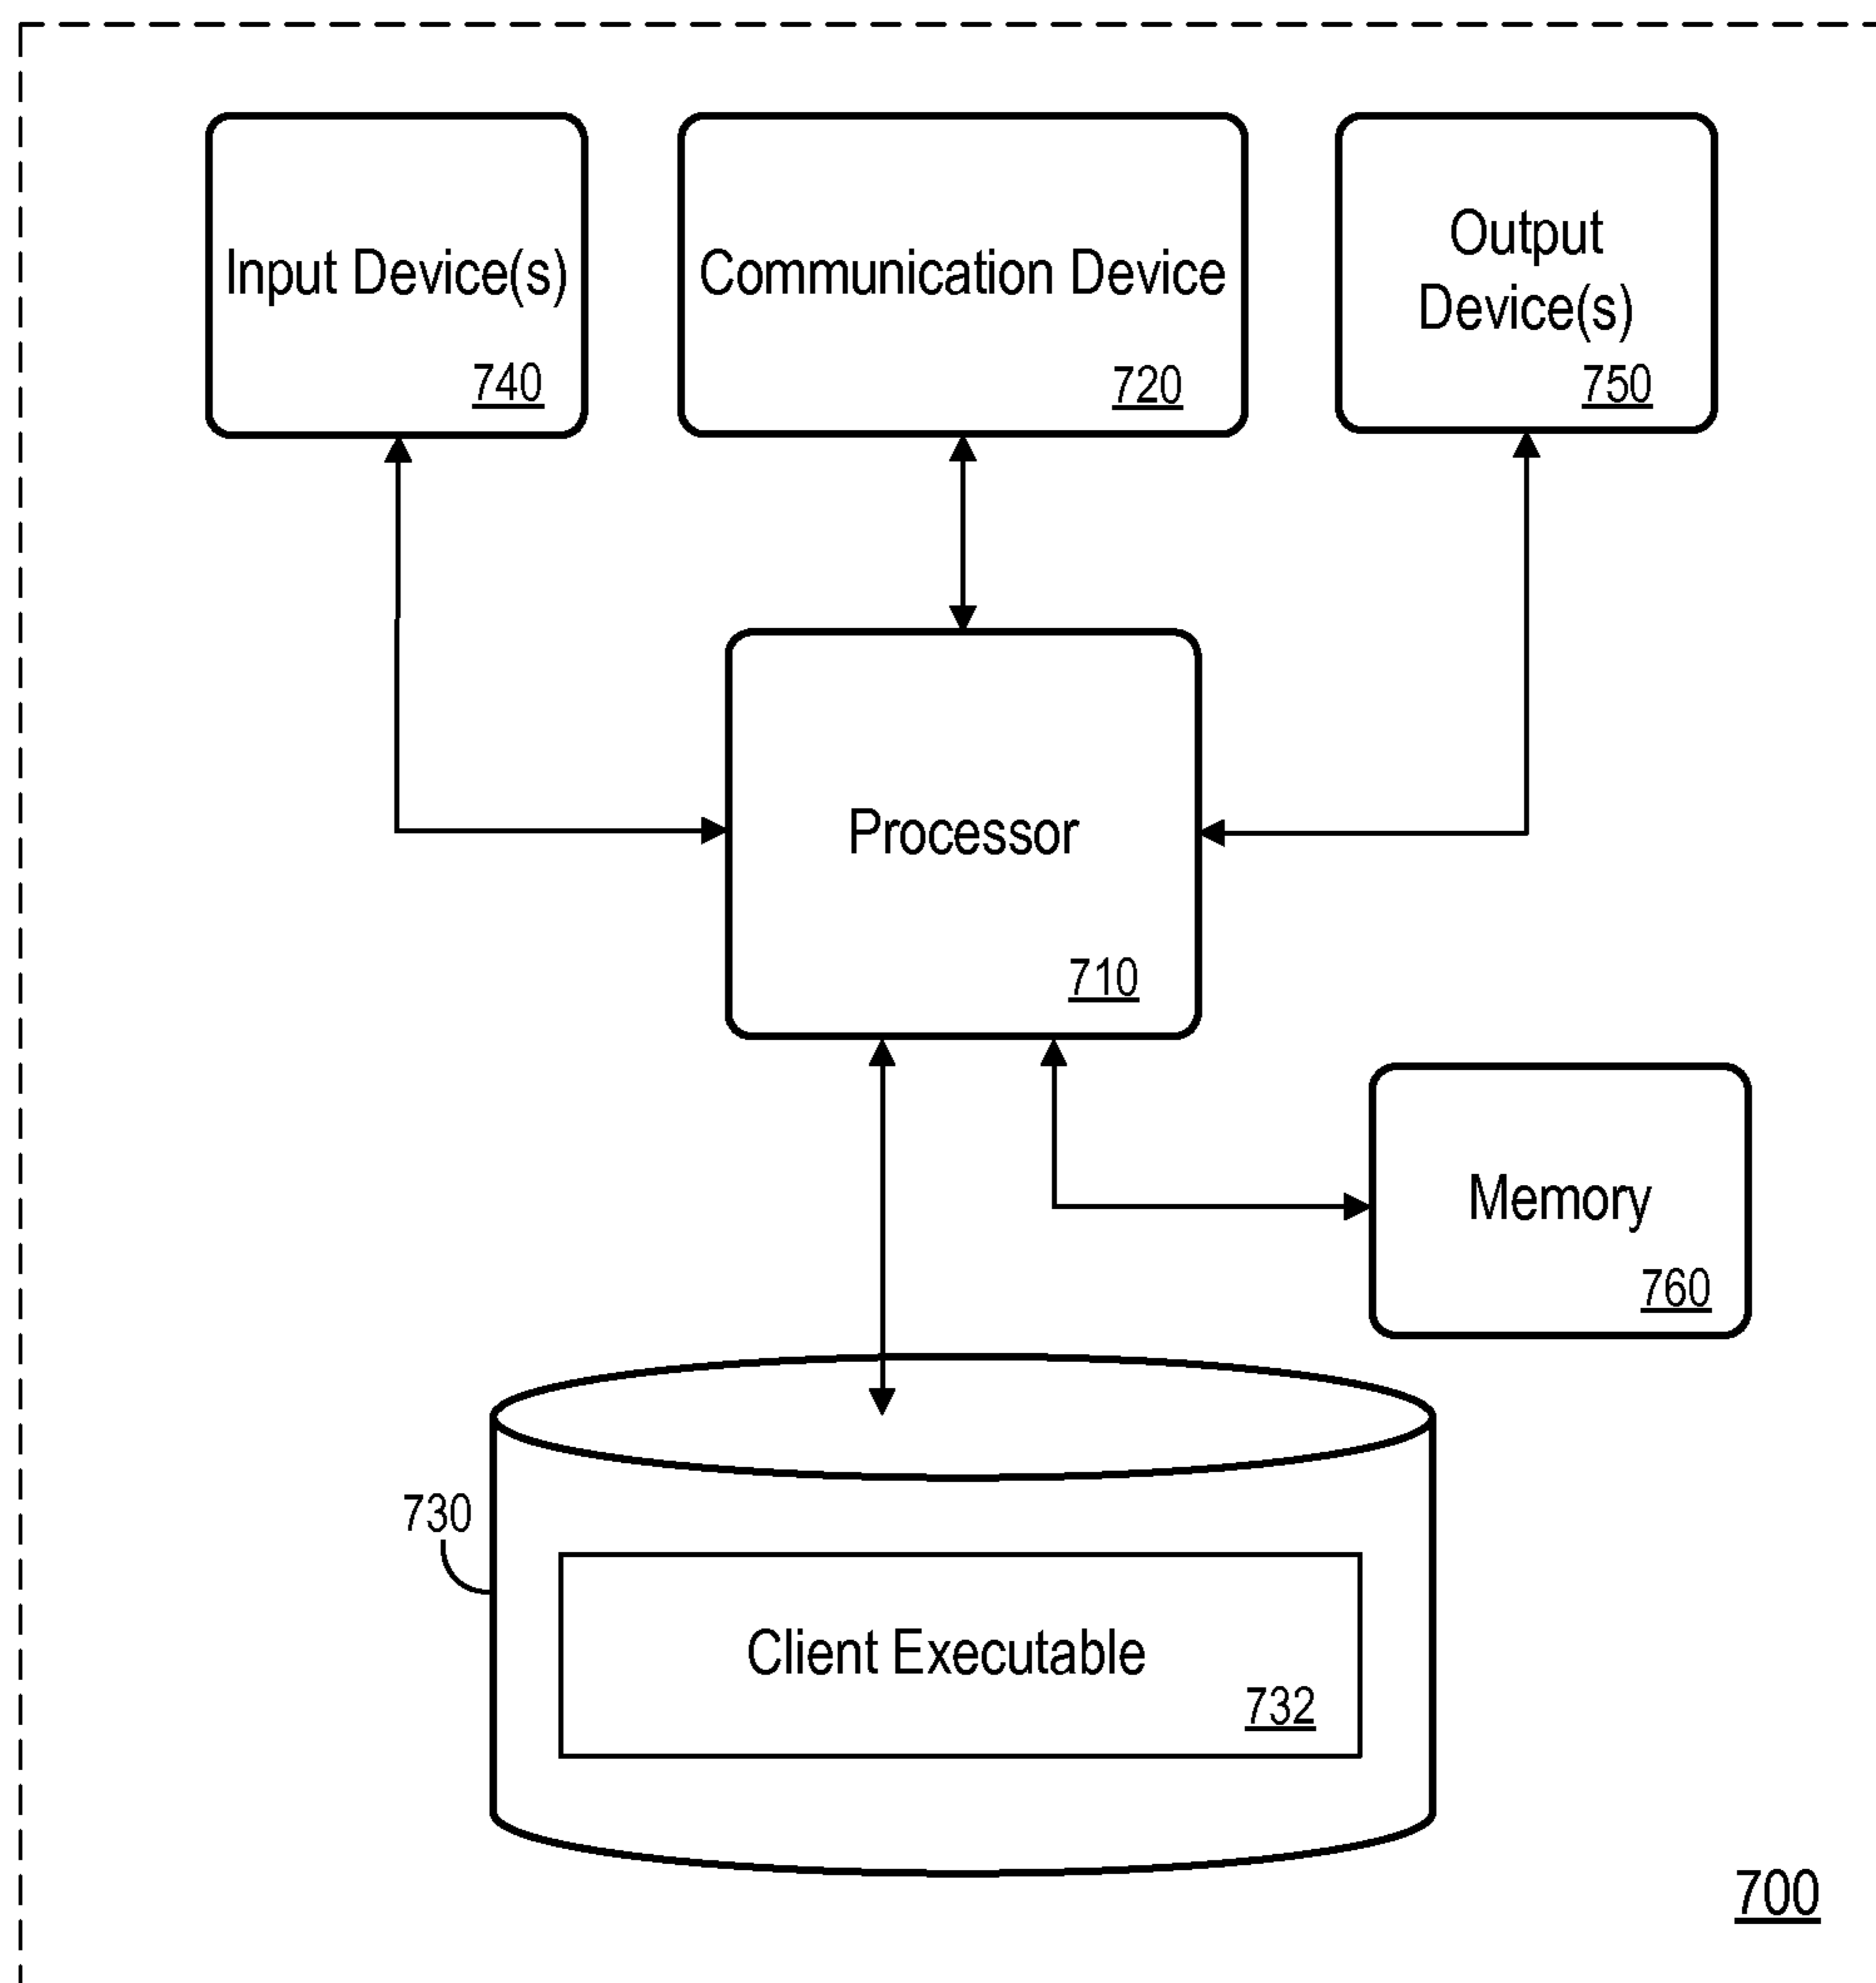 Input Device(s)
740
Communication Device
720
Output
Device(s)
750
Processor
710
Memory
760
730
Client Executable
732
700